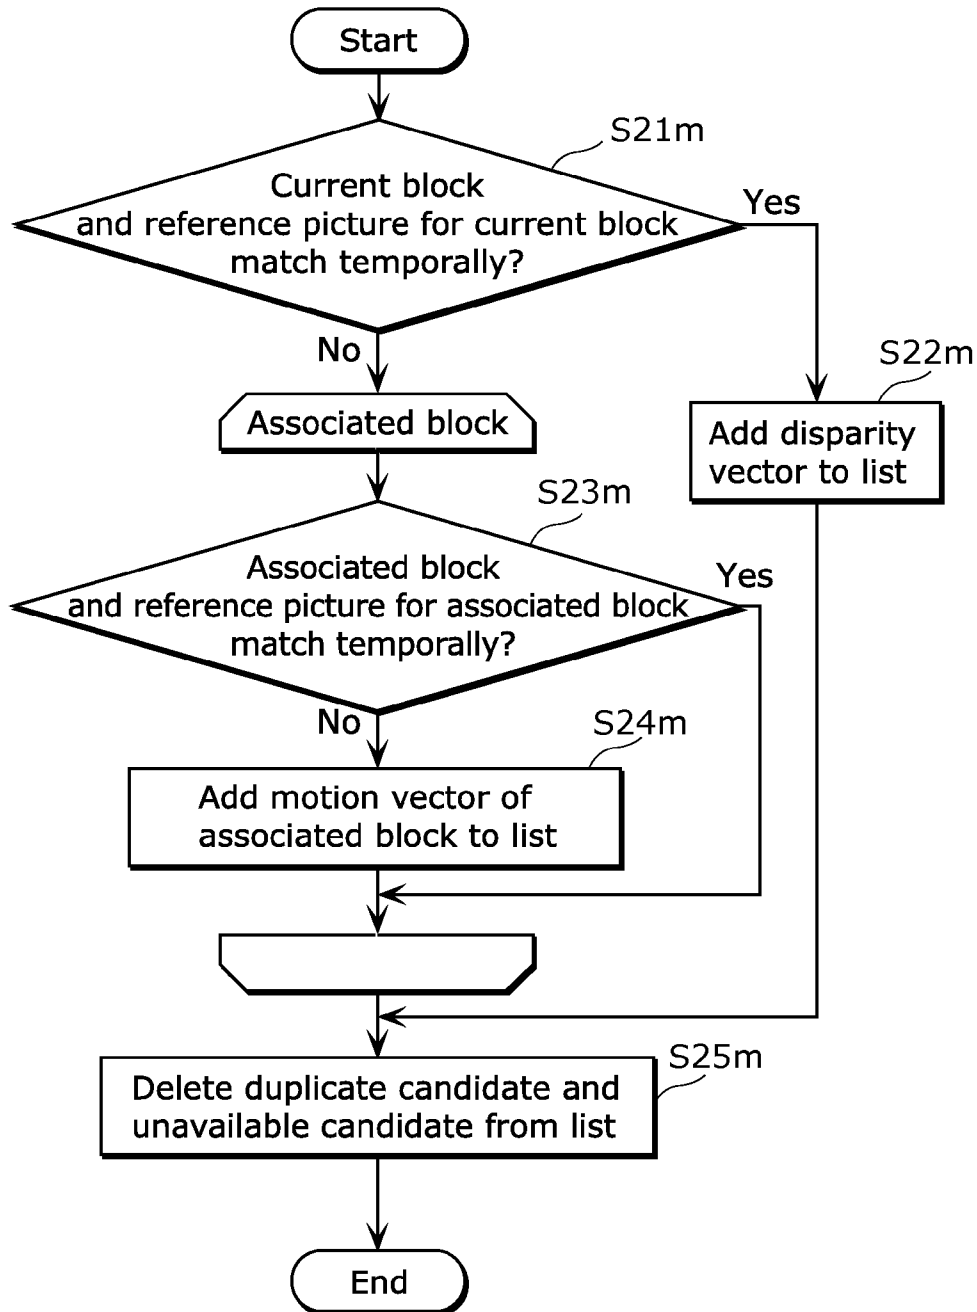 Start
S21m
Current block
and reference picture for current block
match temporally?
Yes
No
S22m
Add disparity
vector to list
Associated block
S23m
Associated block
and reference picture for associated block
match temporally?
Yes
No
S24m
Add motion vector of
associated block to list
S25m
Delete duplicate candidate and
unavailable candidate from list
End